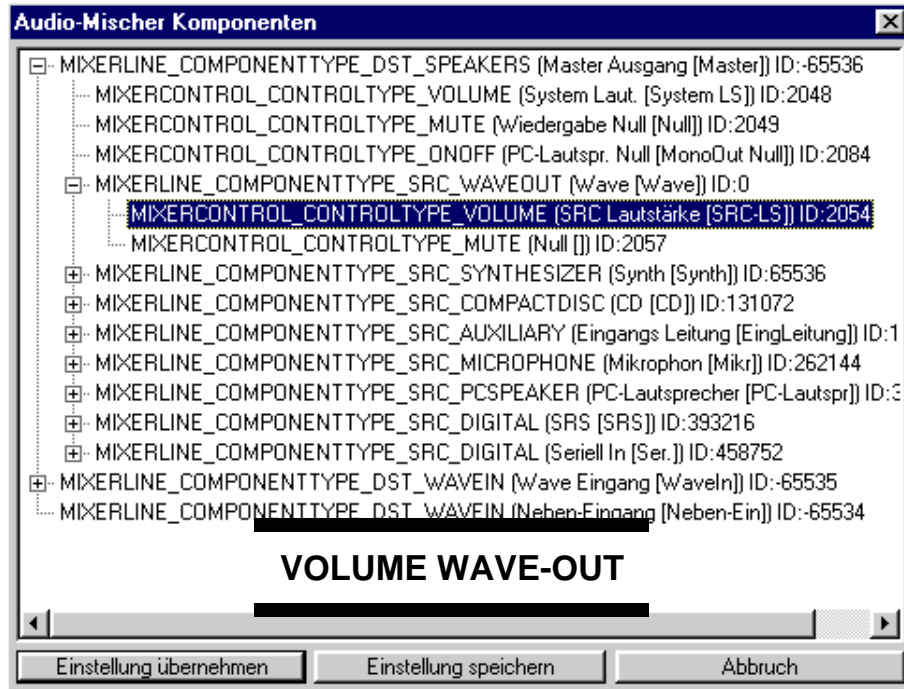 Audio-Mischer Komponenten
MIXERLINE_COMPONENTTYPE_DST_SPEAKERS (Master Ausgang [Master]) ID:-65536
MIXERCONTROL_CONTROLTYPE_VOLUME (System Laut. [System LS]) ID:2048
MIXERCONTROL_CONTROLTYPE_MUTE (Wiedergabe Null [Null]) ID:2049
MIXERCONTROL_CONTROLTYPE_ONOFF (PC-Lautspr. Null [MonoOut Null]) ID:2084
MIXERLINE_COMPONENTTYPE_SRC_WAVEOUT (Wave [Wave]) ID:0
MIXERCONTROL_CONTROLTYPE_VOLUME (SRC Lautstärke [SRC-LS]) ID:2054
MIXERCONTROL_CONTROLTYPE_MUTE (Null []) ID:2057
MIXERLINE_COMPONENTTYPE_SRC_SYNTHESIZER (Synth [Synth]) ID:65536
MIXERLINE_COMPONENTTYPE_SRC_COMPACTDISC (CD [CD]) ID:131072
MIXERLINE_COMPONENTTYPE_SRC_AUXILIARY (Eingangs Leitung [EingLeitung]) ID:1
MIXERLINE_COMPONENTTYPE_SRC_MICROPHONE (Mikrophon [Mikr]) ID:262144
MIXERLINE_COMPONENTTYPE_SRC_PCSPEAKER (PC-Lautsprecher [PC-Lautspr]) ID:3
MIXERLINE_COMPONENTTYPE_SRC_DIGITAL (SRS [SRS]) ID:393216
MIXERLINE_COMPONENTTYPE_SRC_DIGITAL (Seriell In [Ser.]) ID:458752
MIXERLINE_COMPONENTTYPE_DST_WAVEIN (Wave Eingang [WaveIn]) ID:-65535
MIXERLINE_COMPONENTTYPE_DST_WAVEIN (Neben-Eingang [Neben-Ein]) ID:-65534
VOLUME WAVE-OUT
Einstellung übernehmen Einstellung speichern Abbruch